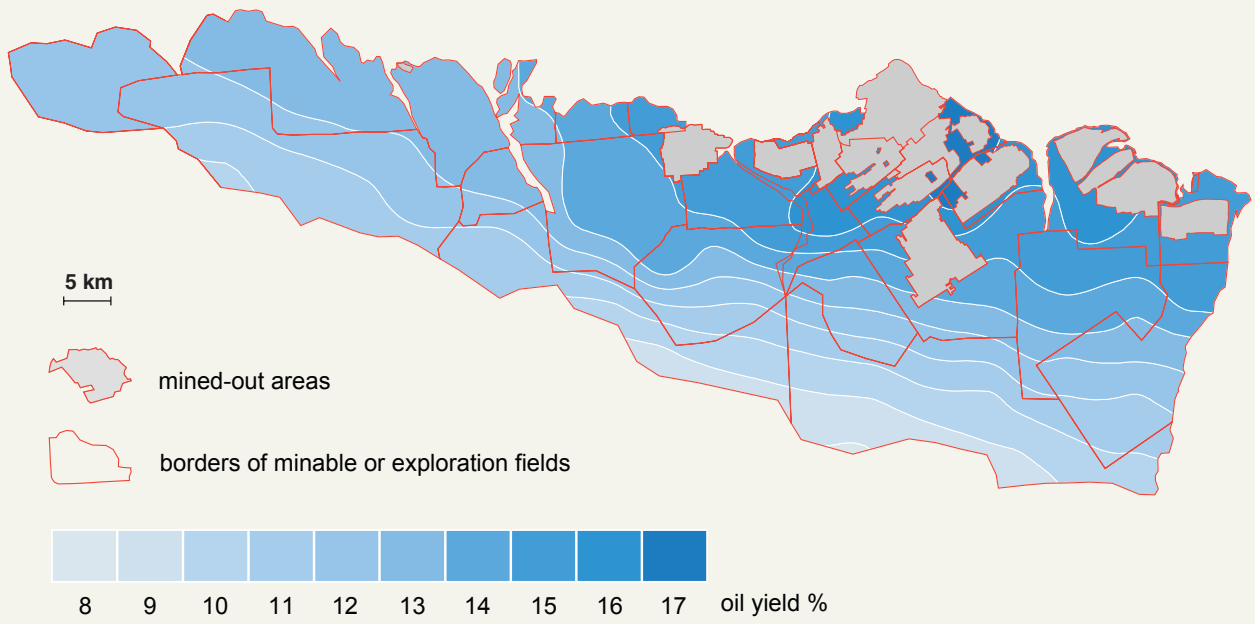 5 km
mined-out areas
borders of minable or exploration fields
8 9 10 11 12 13 14 15 16 17 oil yield %